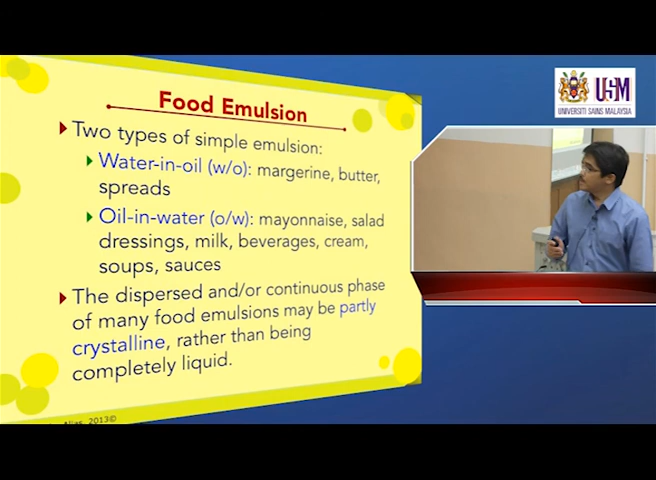 Food Emulsion
Two types of simple emulsion:
Water-in-oil (w/o): margerine, butter,
spreads
Oil-in-water (o/w): mayonnaise, salad
dressings, milk, beverages, cream,
soups, sauces
The dispersed and/or continuous phase
of many food emulsions may be partly
crystalline, rather than being
completely liquid.
Alias, 2013©
USM
UNIVERSITI SAINS MALAYSIA